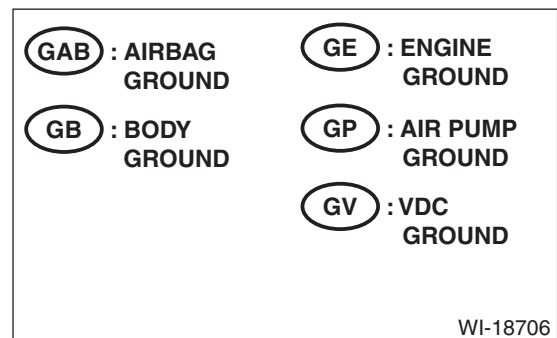 GAB : AIRBAG
GROUND
GB : BODY
GROUND
GE : ENGINE
GROUND
GP : AIR PUMP
GROUND
GV : VDC
GROUND
WI-18706